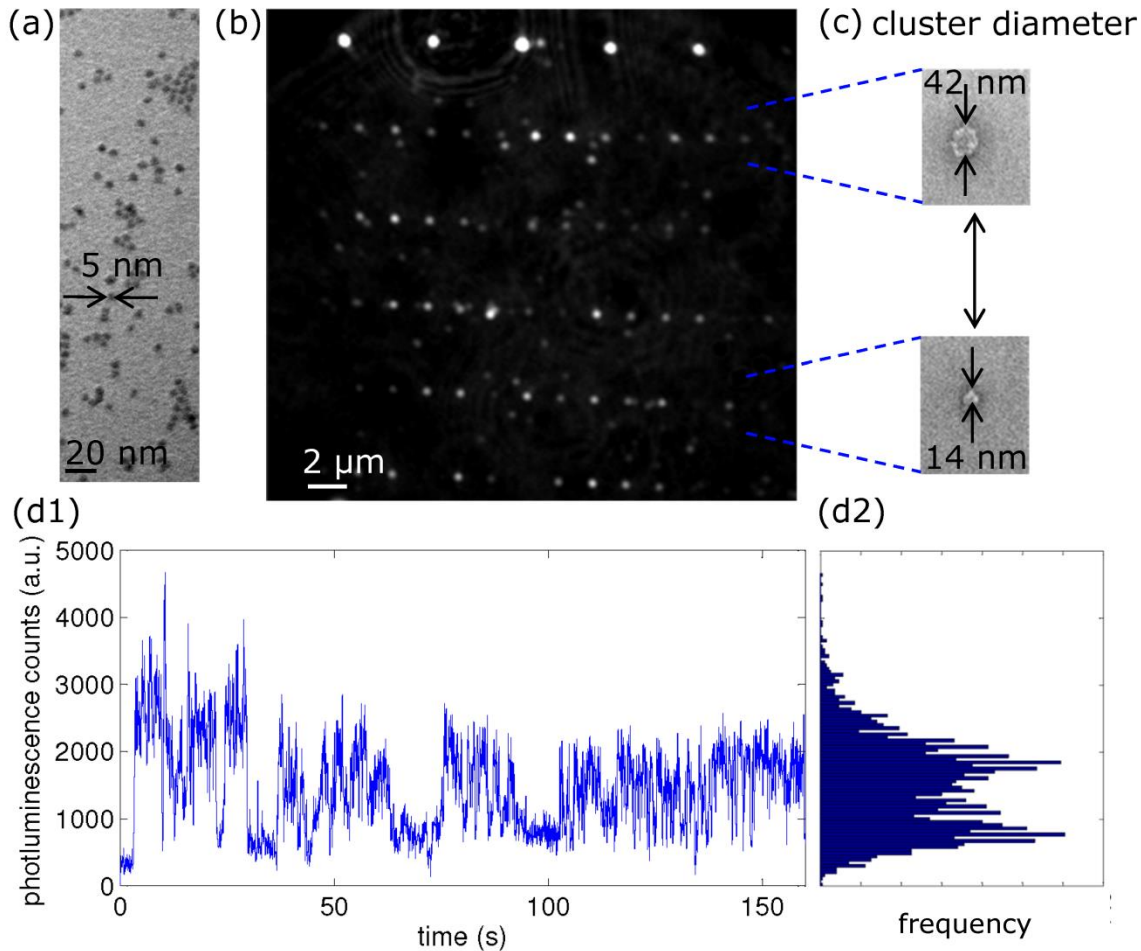 (a)
(b)
(c) cluster diameter
42 nm
5 nm
20 nm
2 µm
14 nm
(d1)
(d2)
photluminescence counts (a.u.)
5000
4000
3000
2000
1000
0
0
50
100
150
time (s)
frequency